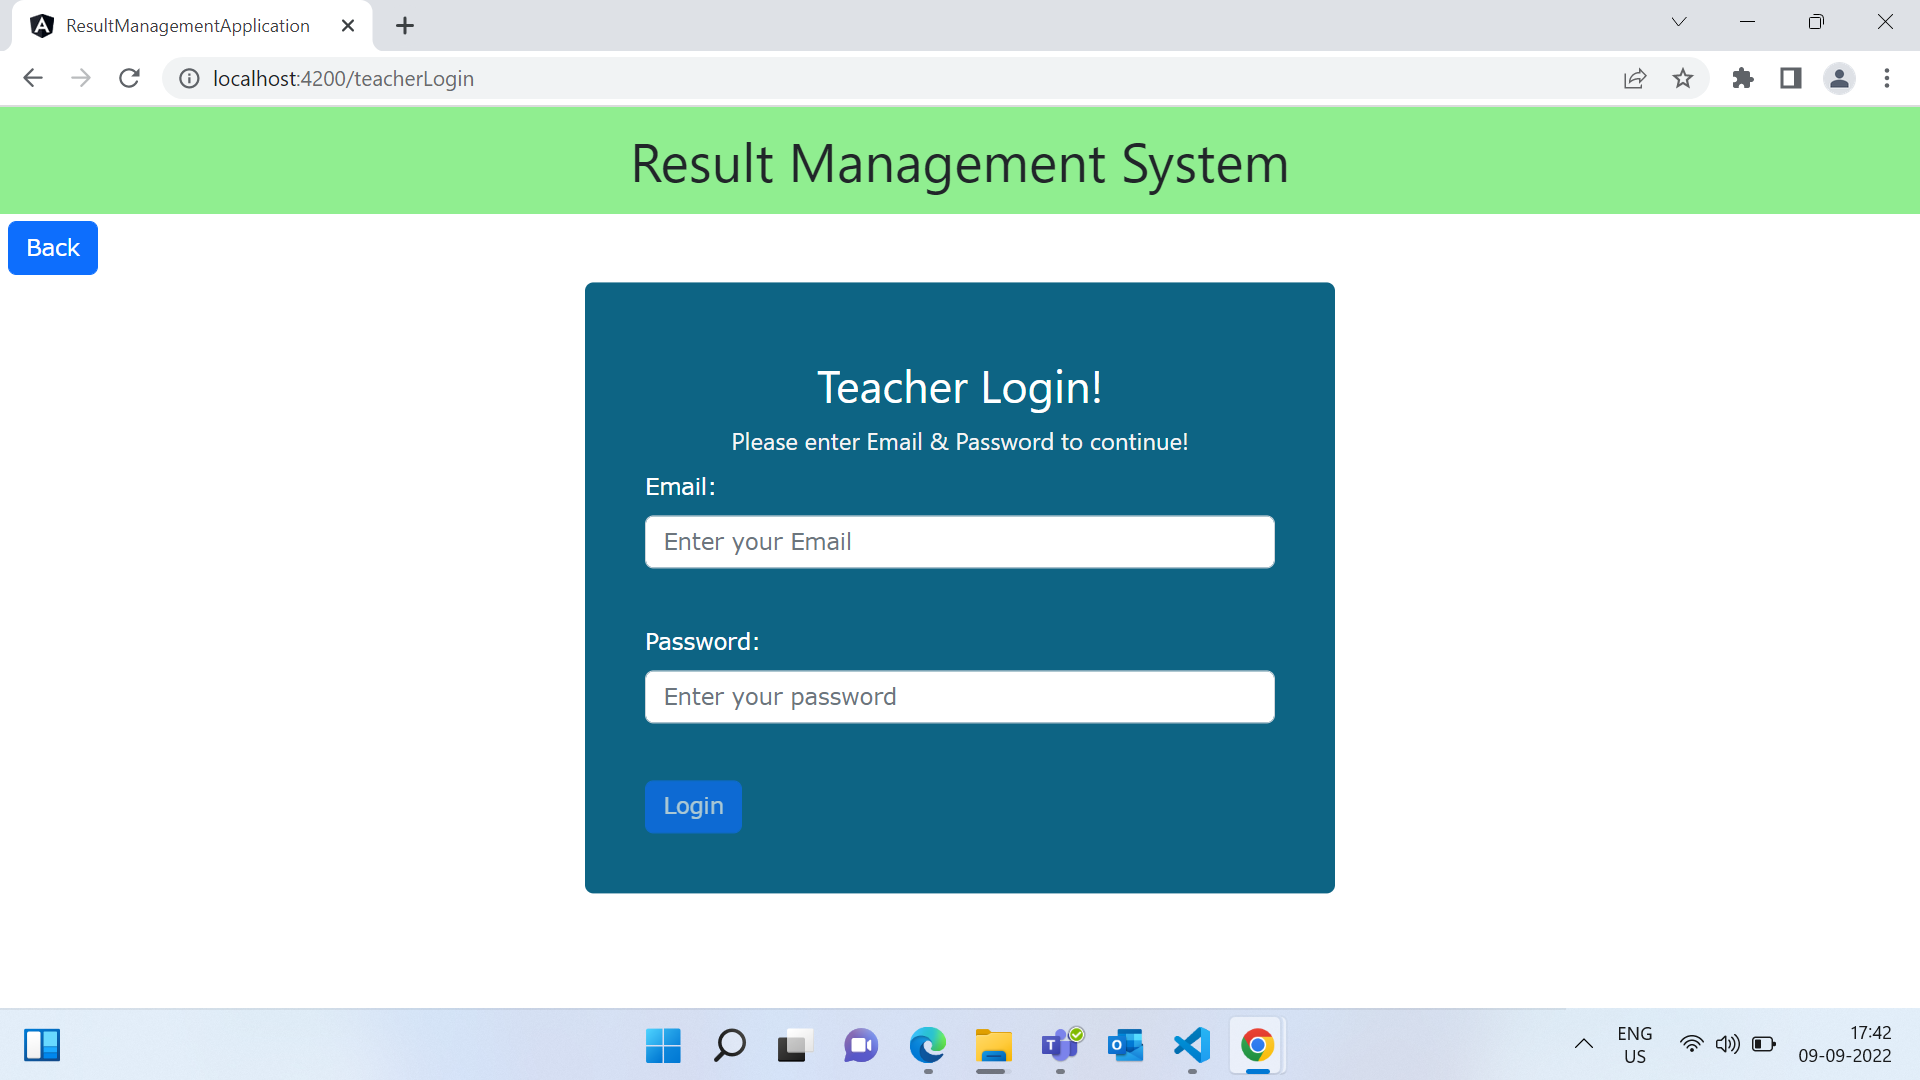 ResultManagementApplication
localhost:4200/teacherLogin
Result Management System
Back
Teacher Login!
Please enter Email & Password to continue!
Email:
Enter your Email
Password:
Enter your password
Login
ENG
US
17:42
09-09-2022